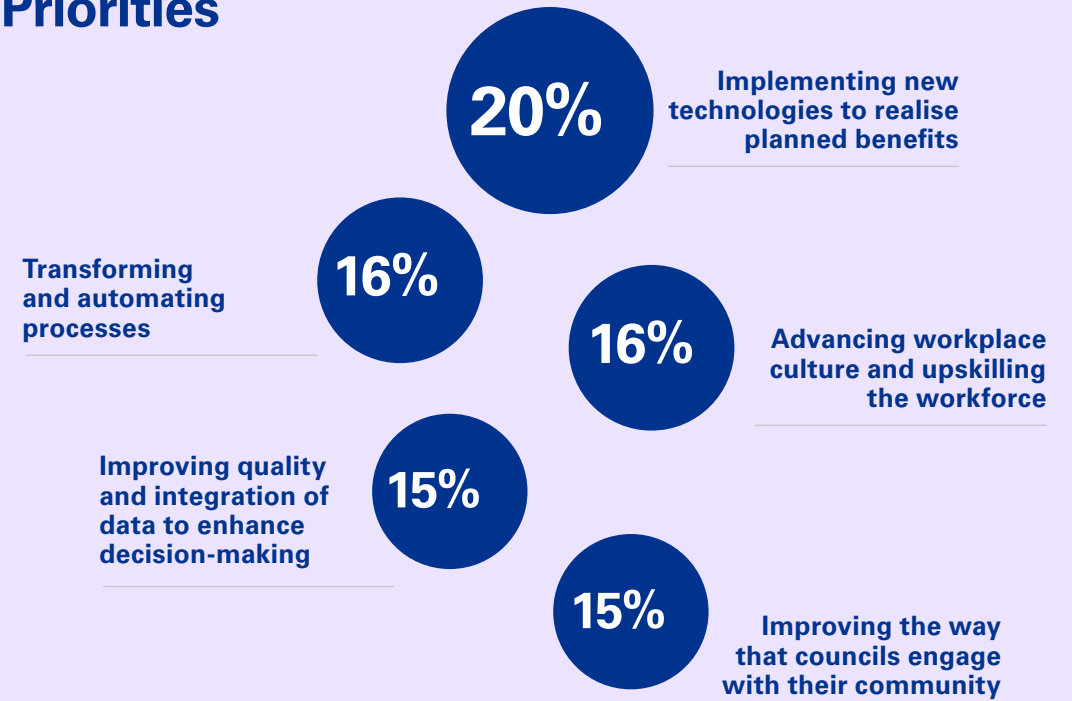 Priorities
20%
Implementing new
technologies to realise
planned benefits
16%
Transforming
and automating
processes
16%
Advancing workplace
culture and upskilling
the workforce
15%
Improving quality
and integration of
data to enhance
decision-making
15%
Improving the way
that councils engage
with their community